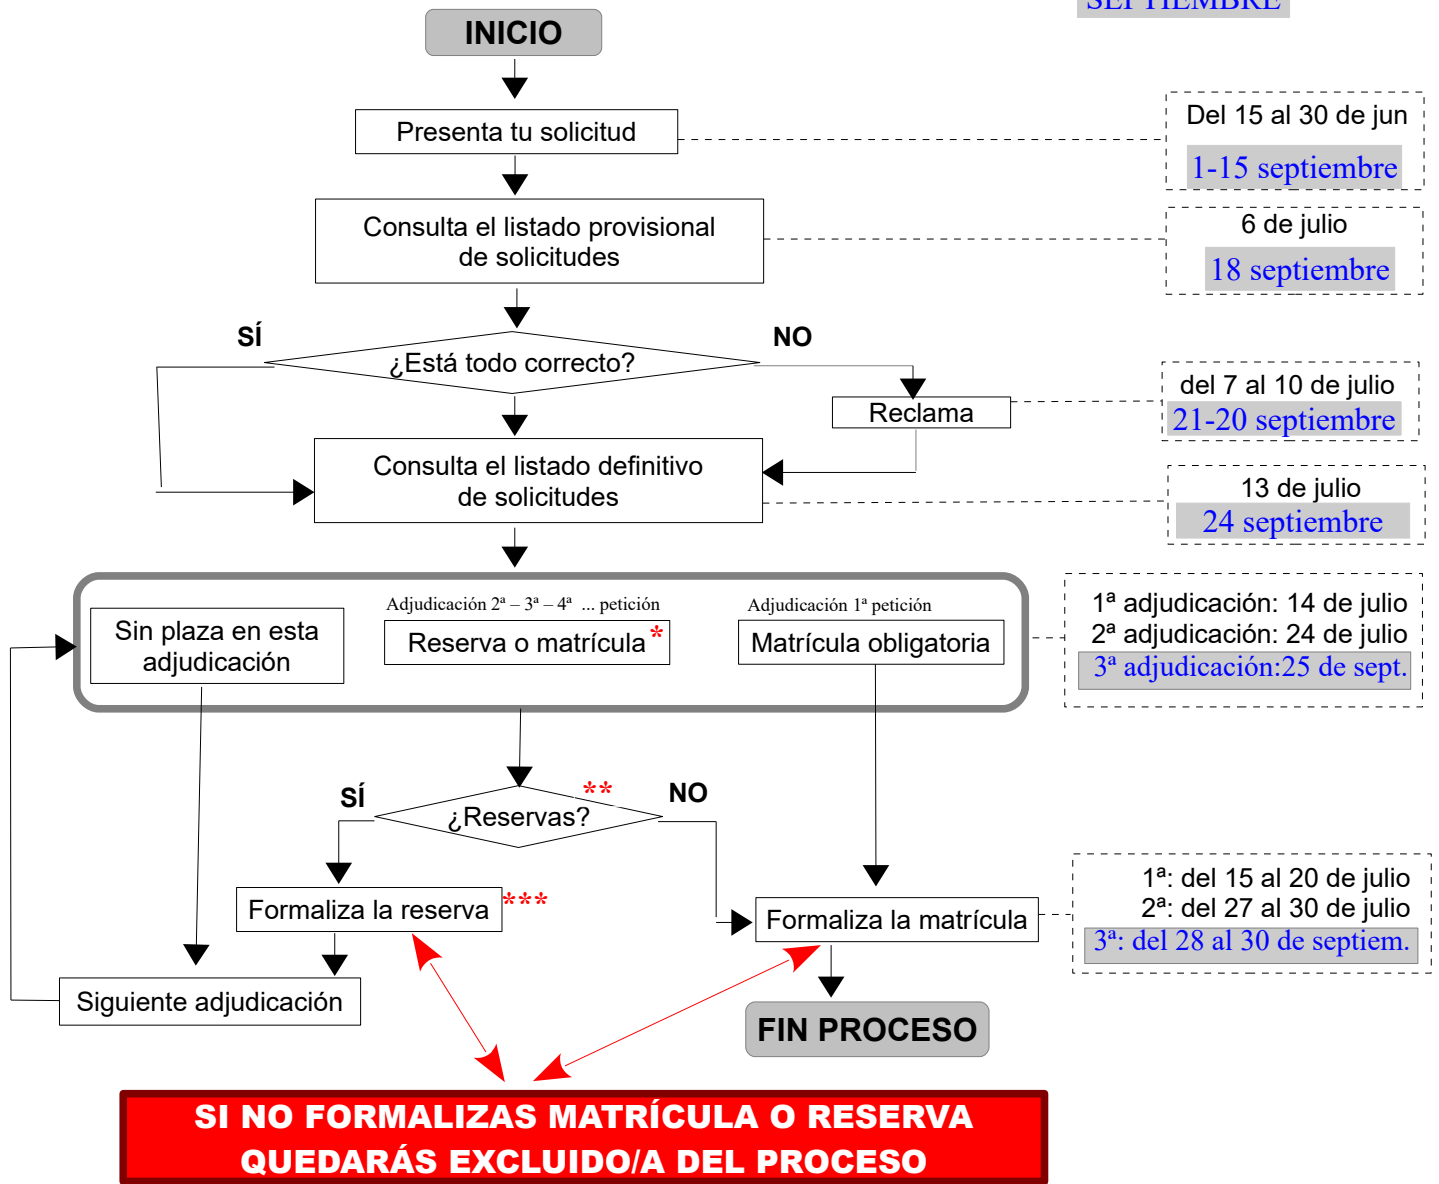 SEPTIEMBRE
INICIO
Presenta tu solicitud
Del 15 al 30 de jun
1-15 septiembre
Consulta el listado provisional
de solicitudes
6 de julio
18 septiembre
SÍ
NO
¿Está todo correcto?
Reclama
del 7 al 10 de julio
21-20 septiembre
Consulta el listado definitivo
de solicitudes
13 de julio
24 septiembre
Sin plaza en esta
adjudicación
Adjudicación 2ª – 3ª – 4ª ... petición
Reserva o matrícula*
Adjudicación 1ª petición
Matrícula obligatoria
1ª adjudicación: 14 de julio
2ª adjudicación: 24 de julio
3ª adjudicación:25 de sept.
SÍ
NO
¿Reservas? **
Formaliza la reserva ***
Formaliza la matrícula
1ª: del 15 al 20 de julio
2ª: del 27 al 30 de julio
3ª: del 28 al 30 de septiem.
Siguiente adjudicación
FIN PROCESO
SI NO FORMALIZAS MATRÍCULA O RESERVA
QUEDARÁS EXCLUIDO/A DEL PROCESO